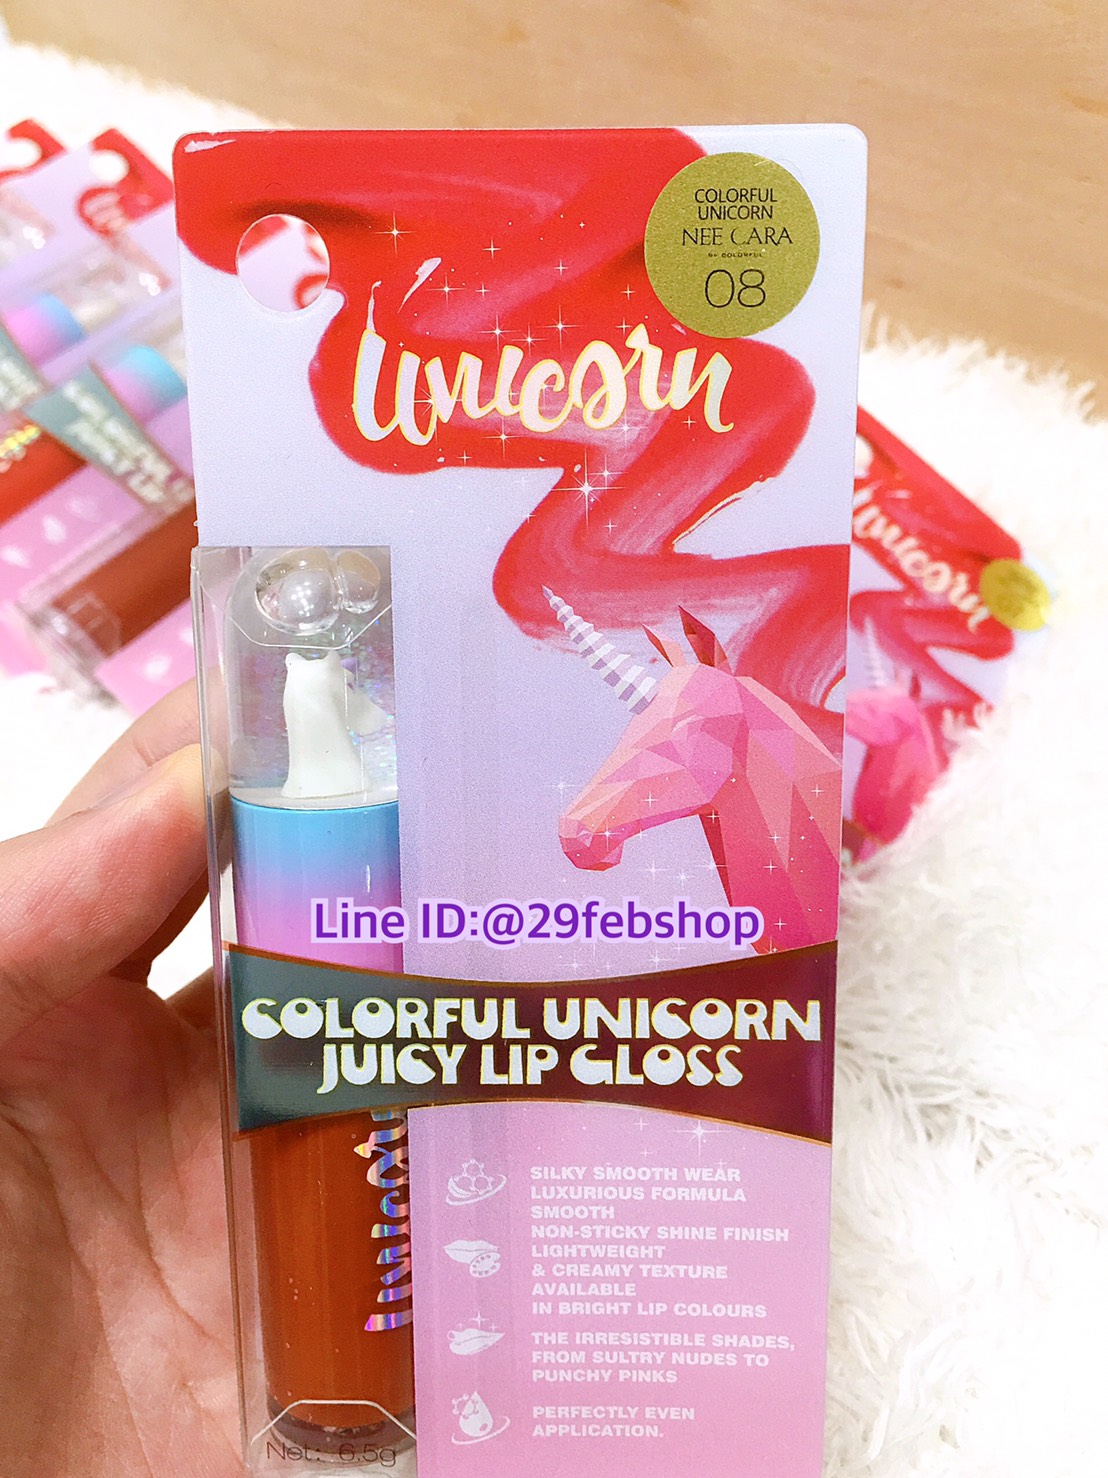 COLORFUL
UNICORN
NEE CARA
BY COLORFUL
08
Unicorn
Unicorn
Line ID:@29febshop
COLORFUL UNICORN
JUICY LIP GLOSS
Unicorn
SILKY SMOOTH WEAR
LUXURIOUS FORMULA
SMOOTH
NON-STICKY SHINE FINISH
LIGHTWEIGHT
& CREAMY TEXTURE
AVAILABLE
IN BRIGHT LIP COLOURS
THE IRRESISTIBLE SHADES,
FROM SULTRY NUDES TO
PUNCHY PINKS
PERFECTLY EVEN
APPLICATION.
Net: 6.5g